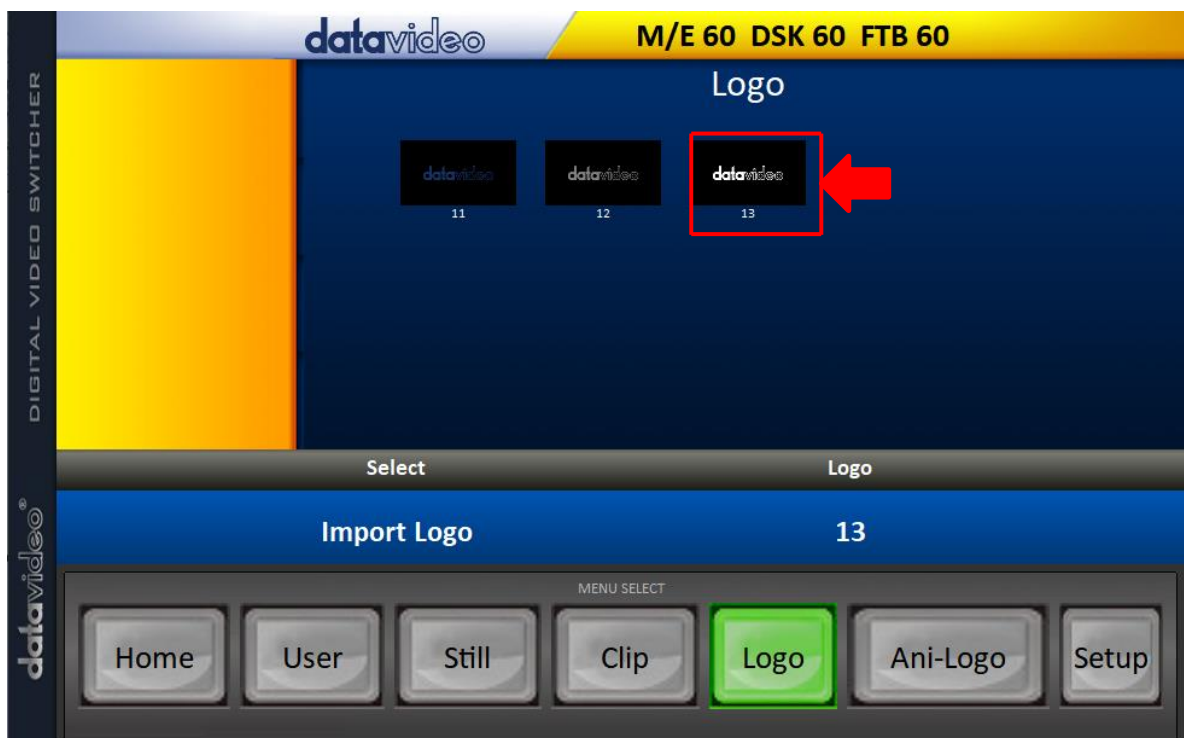 datavideo
M/E 60 DSK 60 FTB 60
DIGITAL VIDEO SWITCHER
datavideo®
Logo
datavideo
datavideo
datavideo
11
12
13
Select
Logo
Import Logo
13
MENU SELECT
Home
User
Still
Clip
Logo
Ani-Logo
Setup